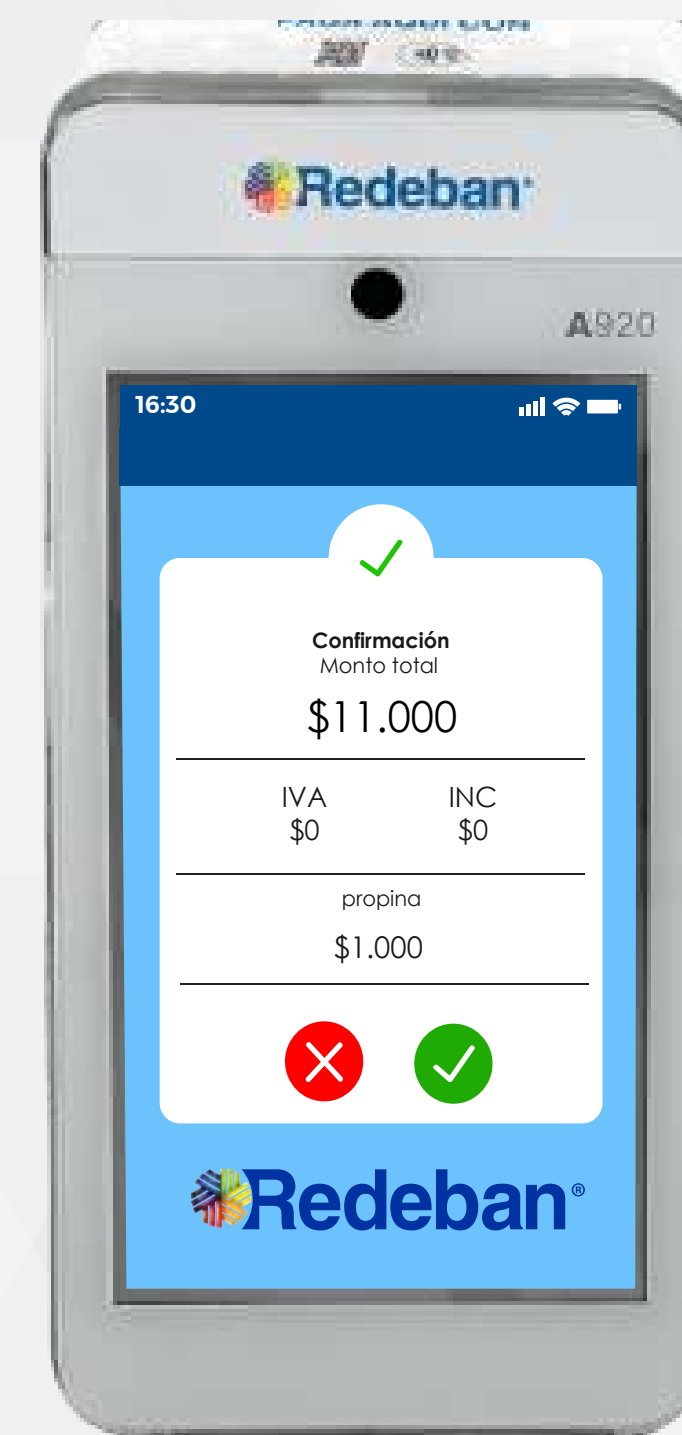 Redeban
A920
16:30
Confirmación
Monto total
$11.000
IVA INC
$0 $0
propina
$1.000
Redeban®